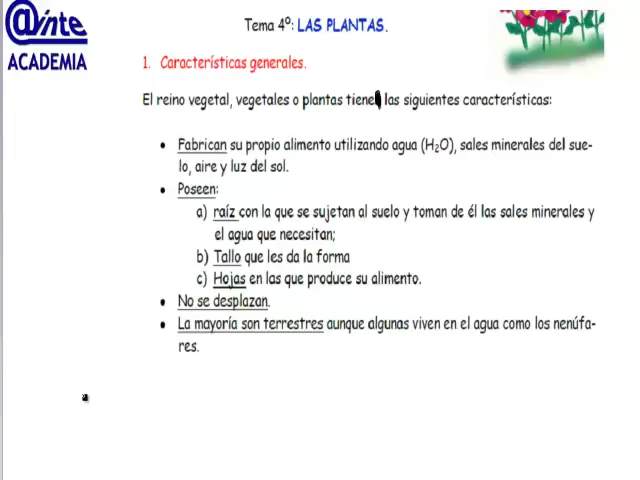 @inte
ACADEMIA
Tema 4º: LAS PLANTAS.
1. Características generales.
El reino vegetal, vegetales o plantas tienen las siguientes características:
• Fabrican su propio alimento utilizando agua (H₂O), sales minerales del sue-
lo, aire y luz del sol.
• Poseen:
a) raíz con la que se sujetan al suelo y toman de él las sales minerales y
el agua que necesitan;
b) Tallo que les da la forma
c) Hojas en las que produce su alimento.
• No se desplazan.
• La mayoría son terrestres aunque algunas viven en el agua como los nenúfa-
res.